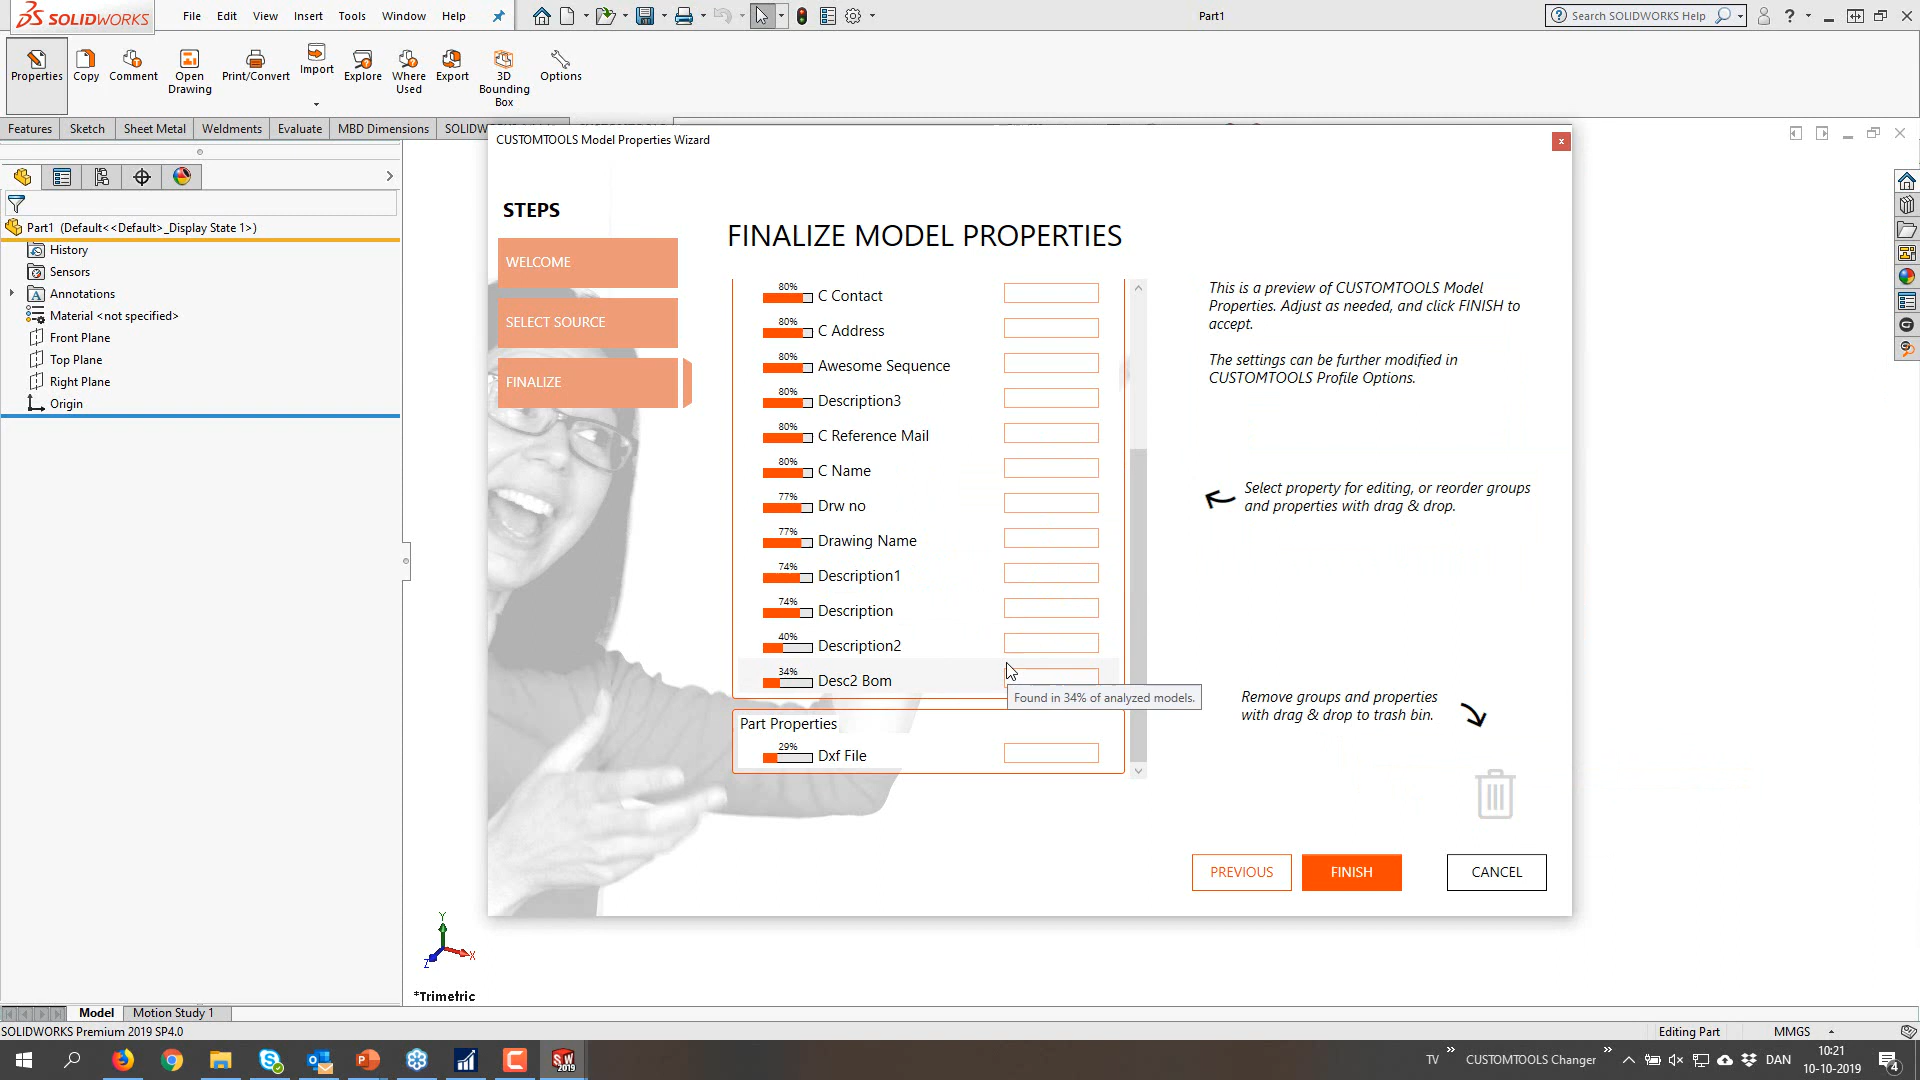 SOLIDWORKS
File Edit View Insert Tools Window Help
Part1
Search SOLIDWORKS Help
?
Properties Copy Comment Open Drawing Print/Convert Import Explore Where Used Export 3D Bounding Box Options
Features Sketch Sheet Metal Weldments Evaluate MBD Dimensions SOLIDW
CUSTOMTOOLS Model Properties Wizard
x
Part1 (Default<<Default>_Display State 1>)
History
Sensors
Annotations
Material <not specified>
Front Plane
Top Plane
Right Plane
Origin
STEPS
WELCOME
SELECT SOURCE
FINALIZE
FINALIZE MODEL PROPERTIES
80% C Contact
80% C Address
80% Awesome Sequence
80% Description3
80% C Reference Mail
80% C Name
77% Drw no
77% Drawing Name
74% Description1
74% Description
40% Description2
34% Desc2 Bom
Found in 34% of analyzed models.
Part Properties
29% Dxf File
This is a preview of CUSTOMTOOLS Model
Properties. Adjust as needed, and click FINISH to
accept.
The settings can be further modified in
CUSTOMTOOLS Profile Options.
Select property for editing, or reorder groups
and properties with drag & drop.
Remove groups and properties
with drag & drop to trash bin.
PREVIOUS FINISH CANCEL
Y
X
Z
*Trimetric
Model Motion Study 1
SOLIDWORKS Premium 2019 SP4.0
Editing Part MMGS
SW 2019
TV CUSTOMTOOLS Changer DAN
10:21
10-10-2019
4